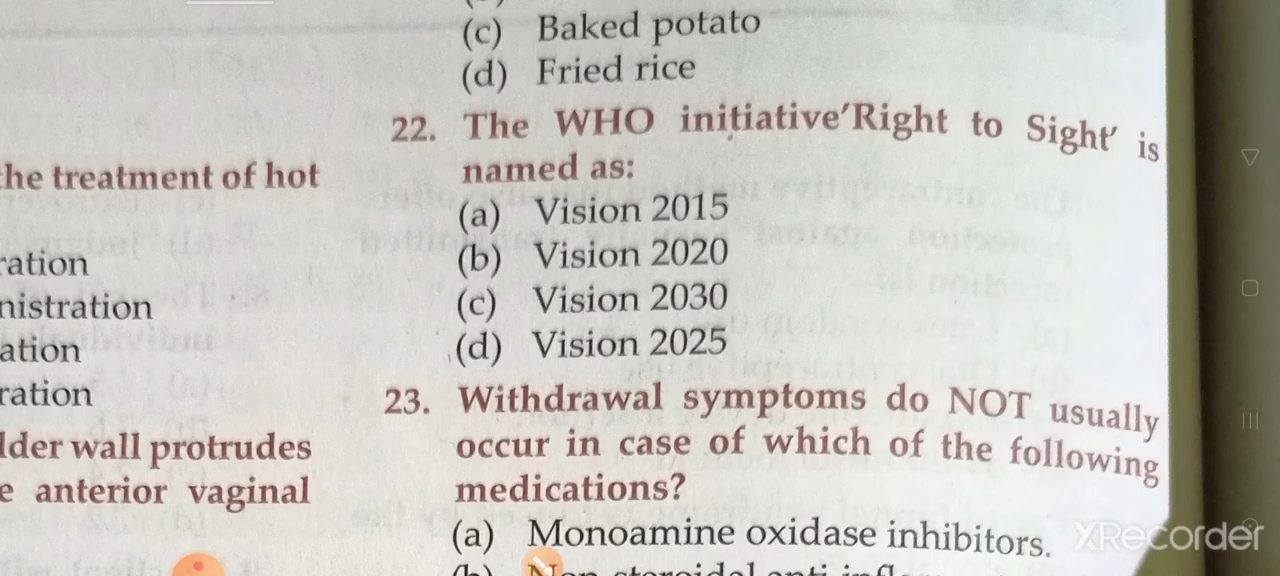 (c) Baked potato
(d) Fried rice
22. The WHO initiative'Right to Sight' is
named as:
(a) Vision 2015
(b) Vision 2020
(c) Vision 2030
(d) Vision 2025
23. Withdrawal symptoms do NOT usually
occur in case of which of the following
medications?
(a) Monoamine oxidase inhibitors.
the treatment of hot
ration
nistration
ation
ration
lder wall protrudes
e anterior vaginal
XRecorder